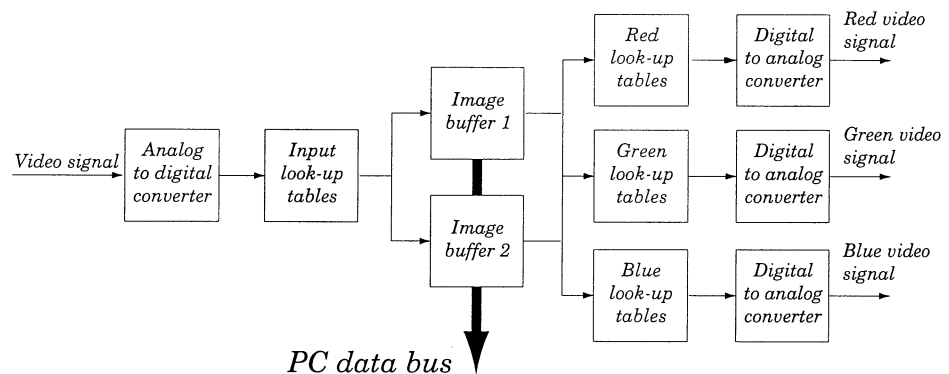 Video signal
Analog
to digital
converter
Input
look-up
tables
Image
buffer 1
Image
buffer 2
PC data bus
Red
look-up
tables
Digital
to analog
converter
Red video
signal
Green
look-up
tables
Digital
to analog
converter
Green video
signal
Blue
look-up
tables
Digital
to analog
converter
Blue video
signal